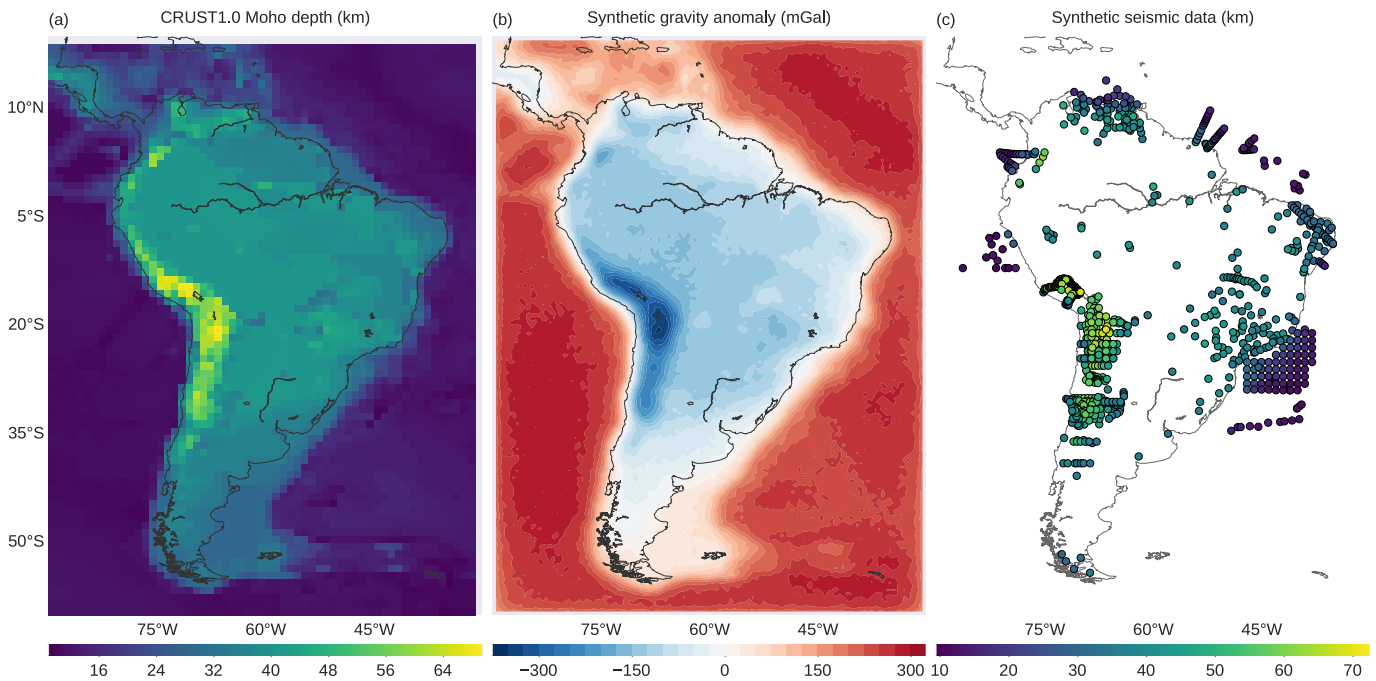 (a) CRUST1.0 Moho depth (km)
(b) Synthetic gravity anomaly (mGal)
(c) Synthetic seismic data (km)
10°N
5°S
20°S
35°S
50°S
75°W 60°W 45°W
75°W 60°W 45°W
75°W 60°W 45°W
16 24 32 40 48 56 64
−300 −150 0 150 300
10 20 30 40 50 60 70